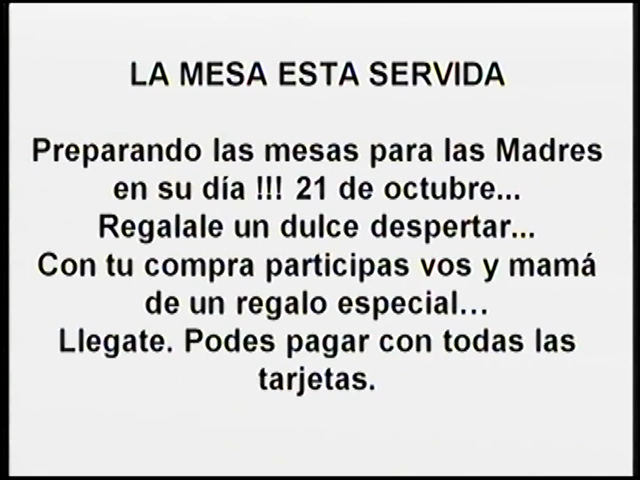 LA MESA ESTA SERVIDA
Preparando las mesas para las Madres
en su día !!! 21 de octubre...
Regalale un dulce despertar...
Con tu compra participas vos y mamá
de un regalo especial...
Llegate. Podes pagar con todas las
tarjetas.